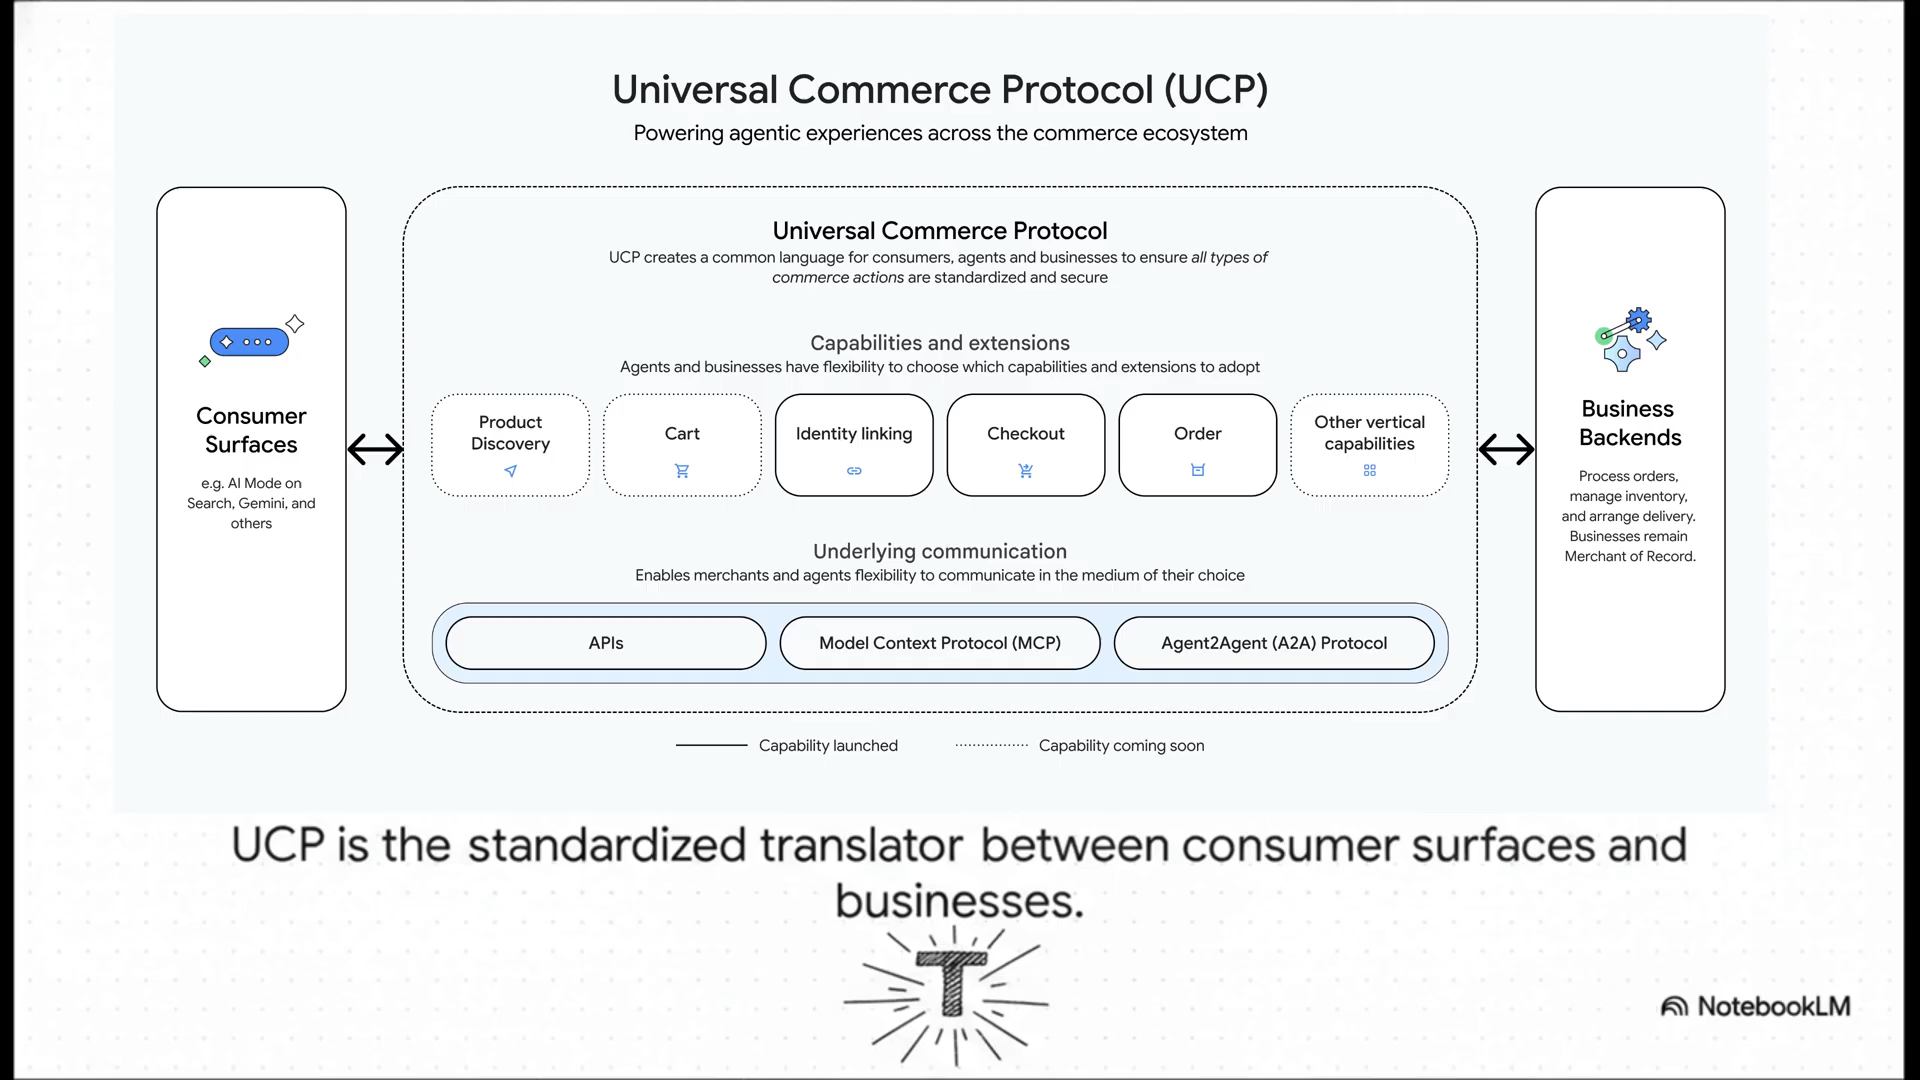 Universal Commerce Protocol (UCP)
Powering agentic experiences across the commerce ecosystem
Consumer
Surfaces
e.g. AI Mode on
Search, Gemini, and
others
Universal Commerce Protocol
UCP creates a common language for consumers, agents and businesses to ensure all types of
commerce actions are standardized and secure
Capabilities and extensions
Agents and businesses have flexibility to choose which capabilities and extensions to adopt
Product
Discovery
Cart
Identity linking
Checkout
Order
Other vertical
capabilities
Underlying communication
Enables merchants and agents flexibility to communicate in the medium of their choice
APIs
Model Context Protocol (MCP)
Agent2Agent (A2A) Protocol
Business
Backends
Process orders,
manage inventory,
and arrange delivery.
Businesses remain
Merchant of Record.
Capability launched
Capability coming soon
UCP is the standardized translator between consumer surfaces and
businesses.
T
NotebookLM